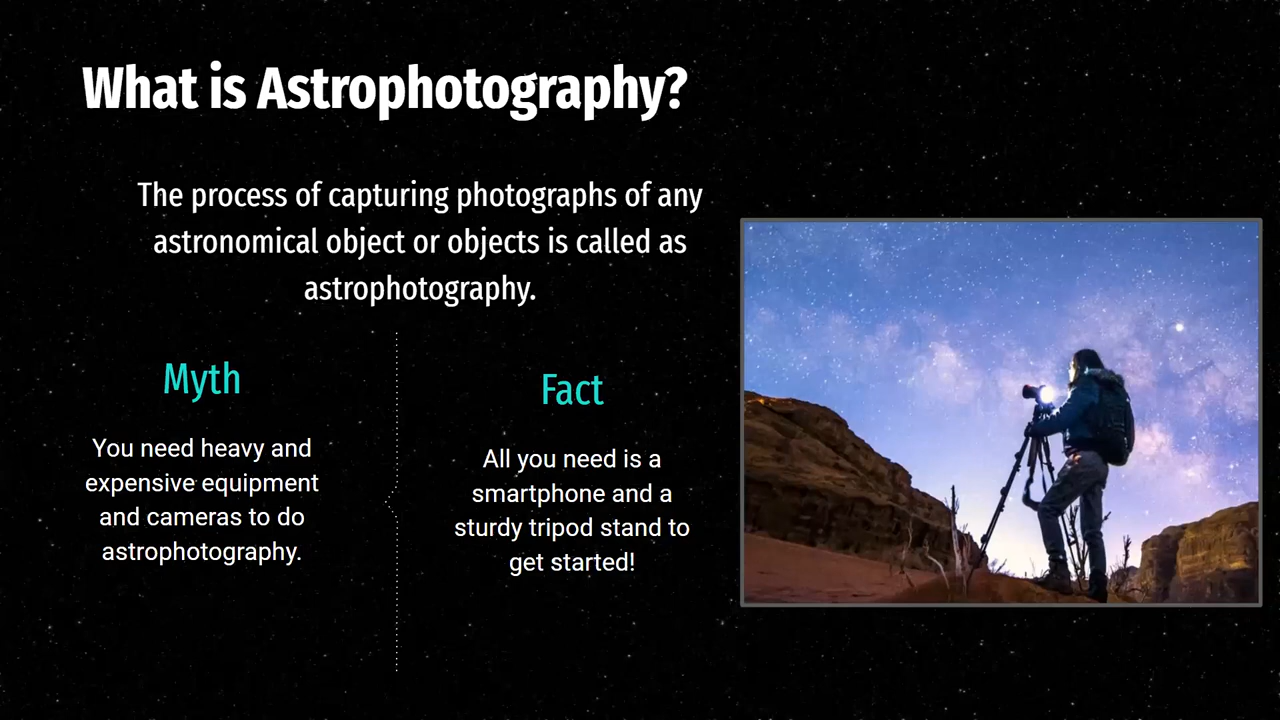 What is Astrophotography?
The process of capturing photographs of any
astronomical object or objects is called as
astrophotography.
Myth
You need heavy and
expensive equipment
and cameras to do
astrophotography.
Fact
All you need is a
smartphone and a
sturdy tripod stand to
get started!